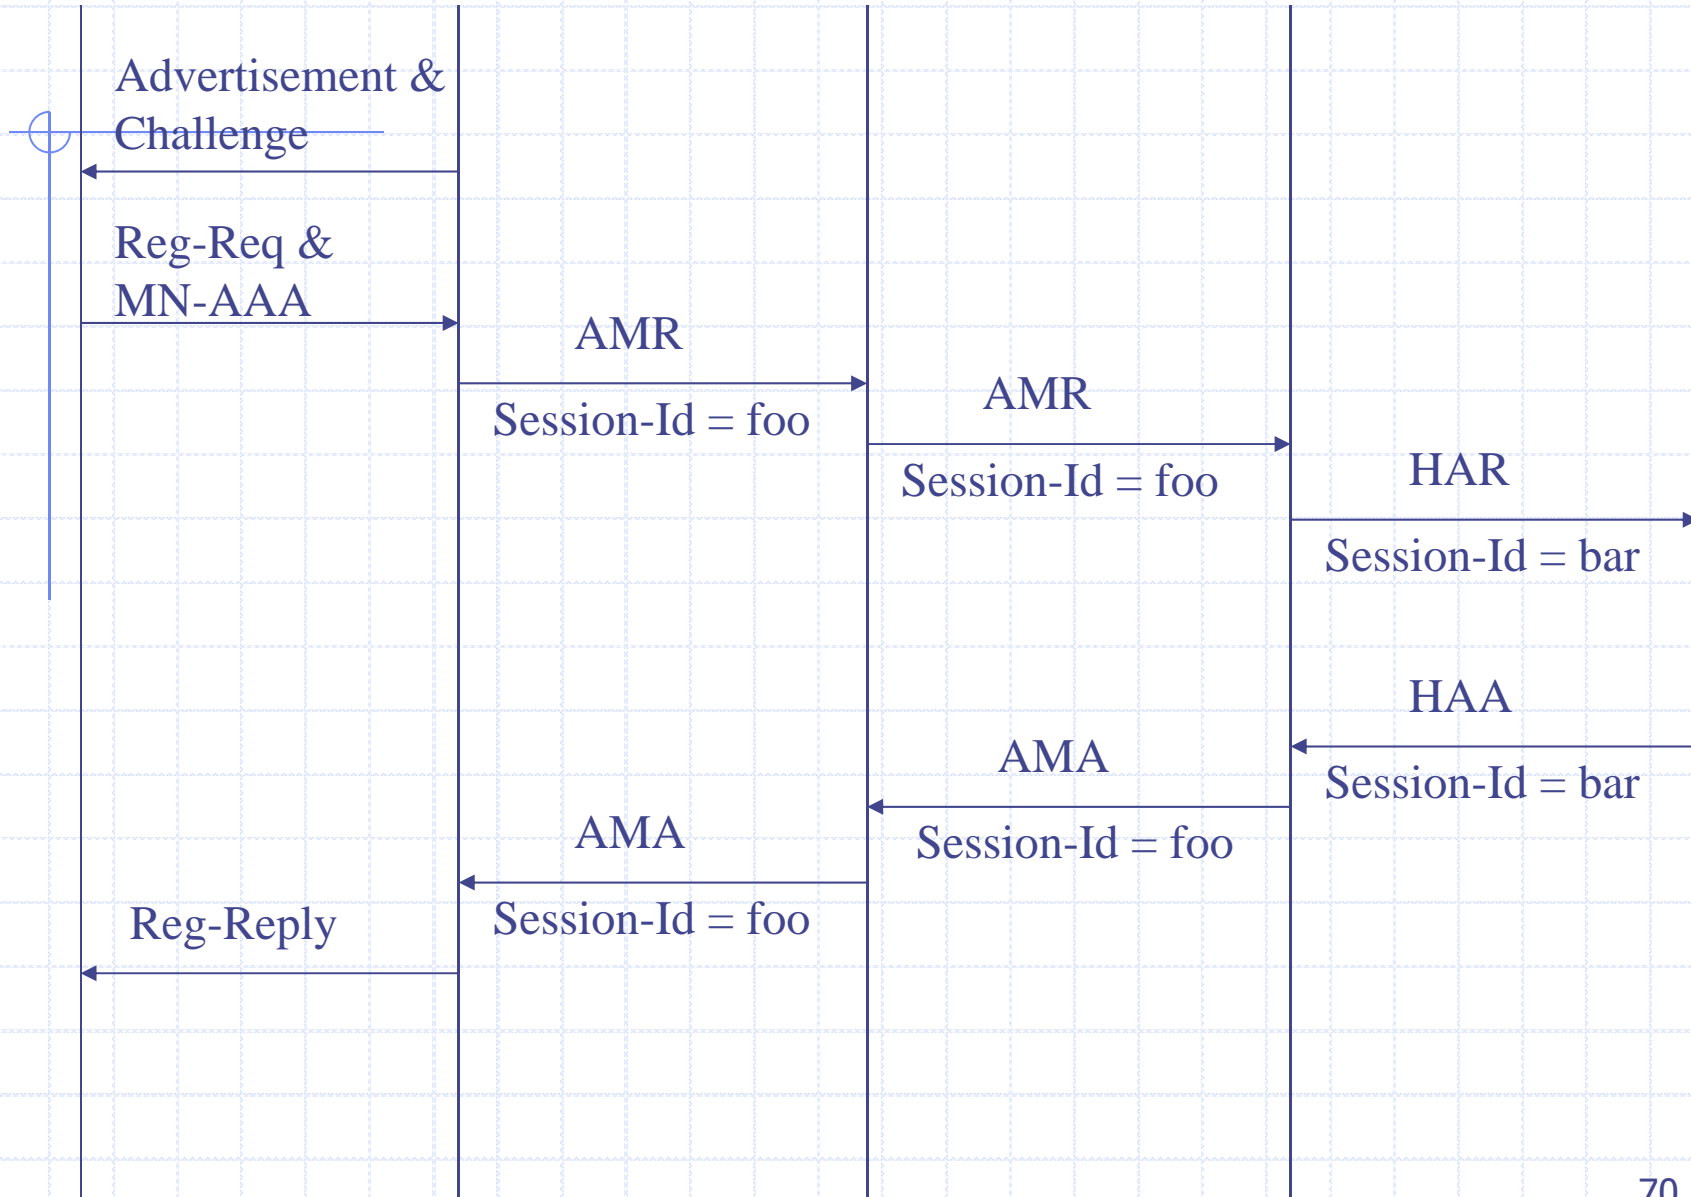 Advertisement &
Challenge
Reg-Req &
MN-AAA
AMR
Session-Id = foo
AMR
Session-Id = foo
HAR
Session-Id = bar
HAA
Session-Id = bar
AMA
Session-Id = foo
AMA
Session-Id = foo
Reg-Reply
70